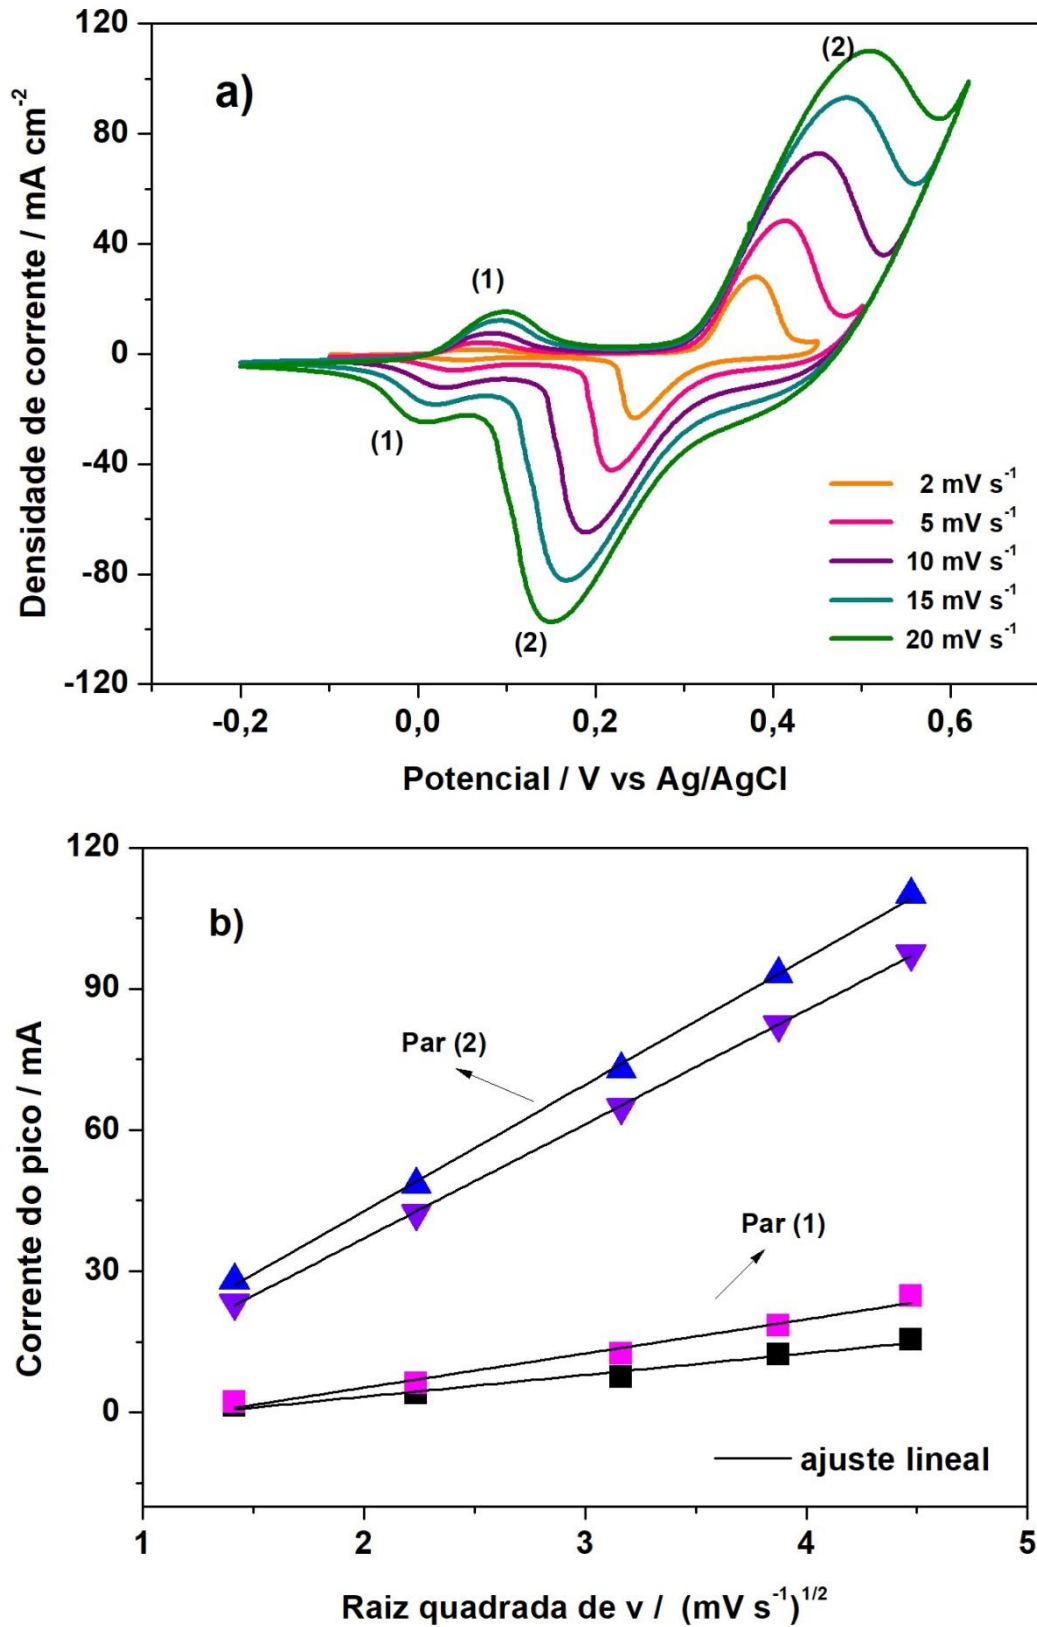 120
(2)
a)
80
Densidade de corrente / mA cm-2
40
(1)
0
(1)
-40
2 mV s-1
5 mV s-1
10 mV s-1
-80
15 mV s-1
(2)
20 mV s-1
-120
-0,2 0,0 0,2 0,4 0,6
Potencial / V vs Ag/AgCl
120
b)
90
Par (2)
Corrente do pico / mA
60
Par (1)
30
0
ajuste lineal
1 2 3 4 5
Raiz quadrada de v / (mV s-1)1/2